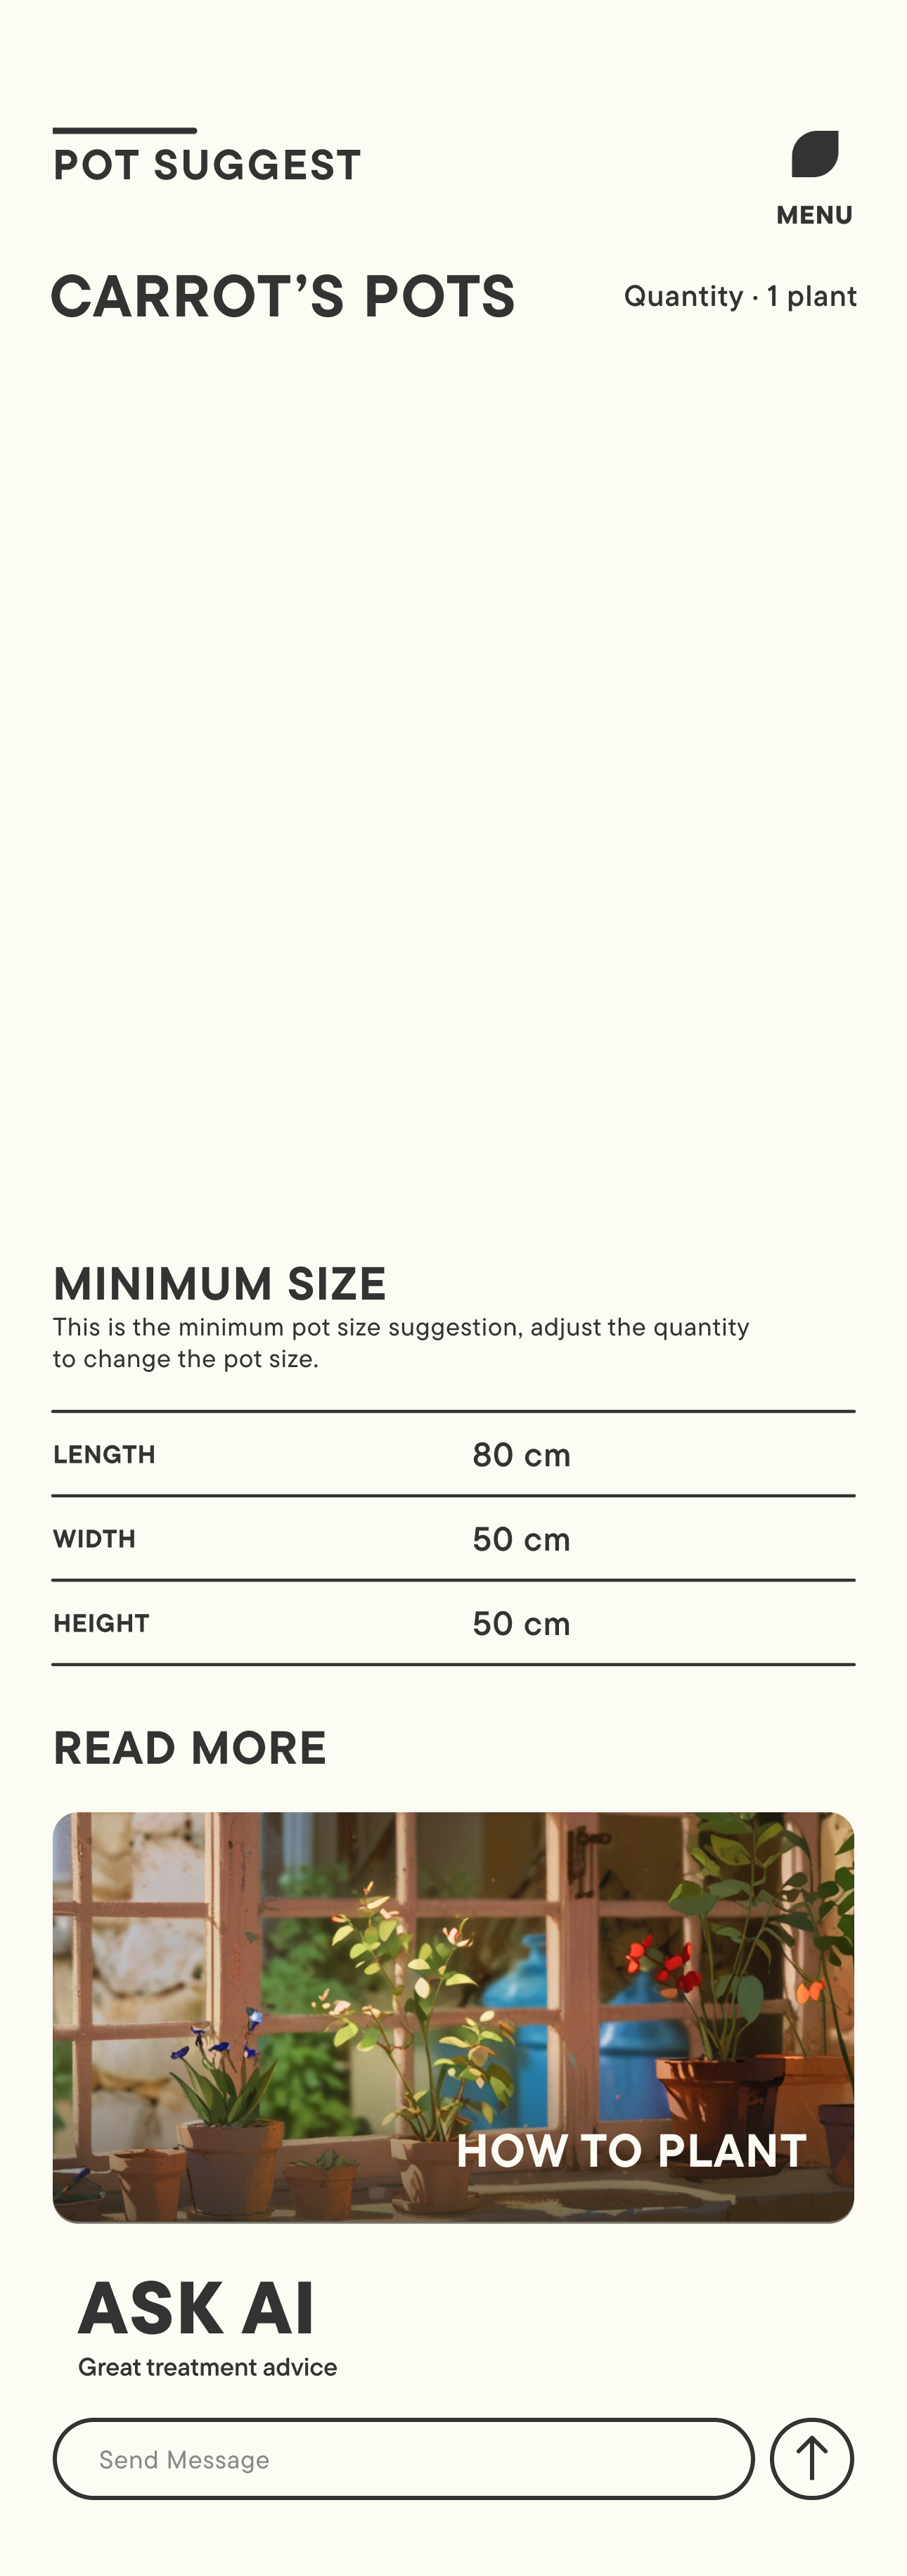 POT SUGGEST
MENU
CARROT’S POTS
Quantity · 1 plant
MINIMUM SIZE
This is the minimum pot size suggestion, adjust the quantity
to change the pot size.
LENGTH 80 cm
WIDTH 50 cm
HEIGHT 50 cm
READ MORE
HOW TO PLANT
ASK AI
Great treatment advice
Send Message